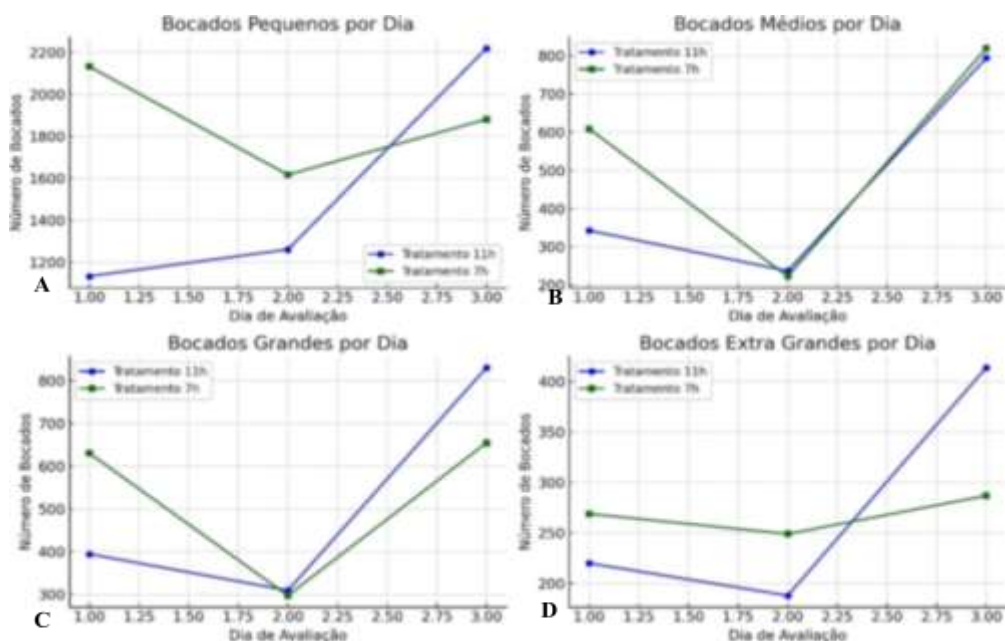 Bocados Pequenos por Dia
Número de Bocados
2200
2000
1800
1600
1400
1200
Tratamento 11h
Tratamento 7h
A
1.00 1.25 1.50 1.75 2.00 2.25 2.50 2.75 3.00
Dia de Avaliação
Bocados Médios por Dia
Número de Bocados
Tratamento 11h
Tratamento 7h
800
700
600
500
400
300
200
B
1.00 1.25 1.50 1.75 2.00 2.25 2.50 2.75 3.00
Dia de Avaliação
Bocados Grandes por Dia
Número de Bocados
Tratamento 11h
Tratamento 7h
800
700
600
500
400
300
C
1.00 1.25 1.50 1.75 2.00 2.25 2.50 2.75 3.00
Dia de Avaliação
Bocados Extra Grandes por Dia
Número de Bocados
Tratamento 11h
Tratamento 7h
400
350
300
250
200
D
1.00 1.25 1.50 1.75 2.00 2.25 2.50 2.75 3.00
Dia de Avaliação